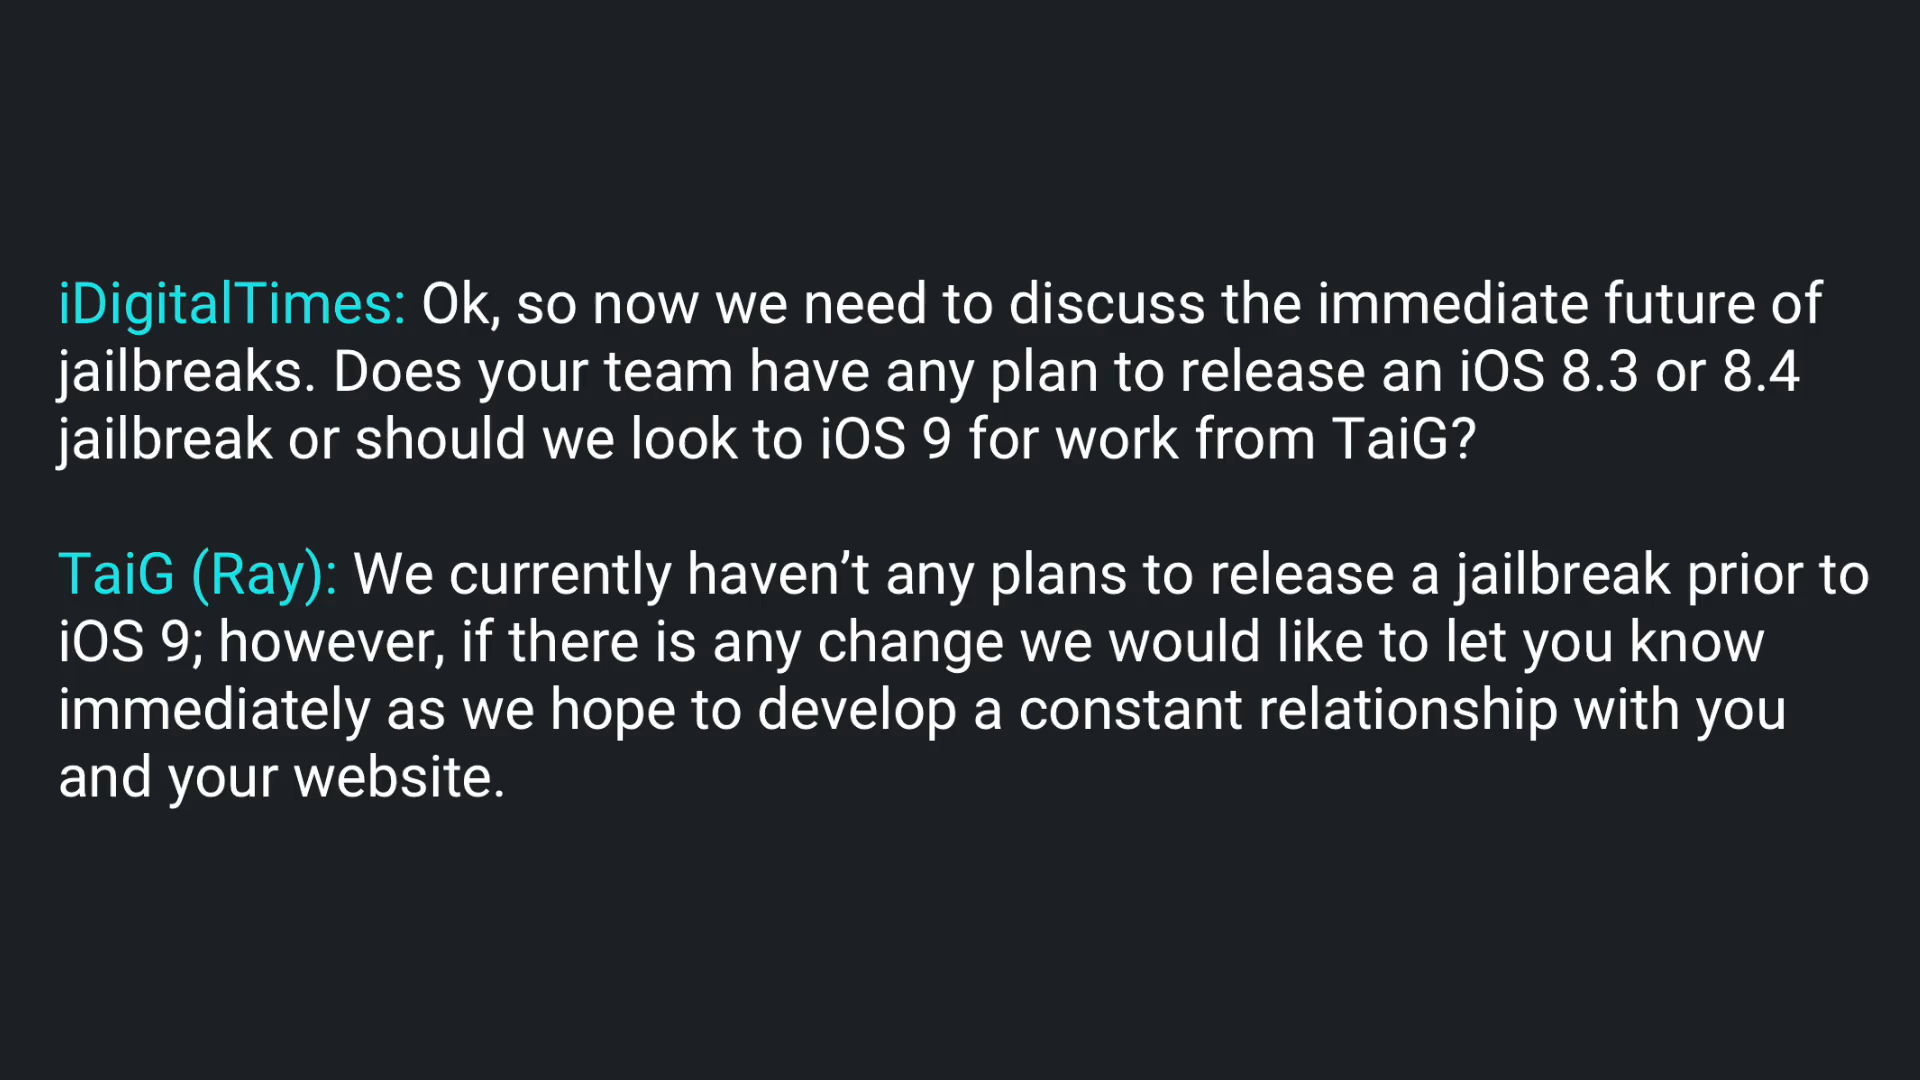 iDigitalTimes: Ok, so now we need to discuss the immediate future of
jailbreaks. Does your team have any plan to release an iOS 8.3 or 8.4
jailbreak or should we look to iOS 9 for work from TaiG?
TaiG (Ray): We currently haven’t any plans to release a jailbreak prior to
iOS 9; however, if there is any change we would like to let you know
immediately as we hope to develop a constant relationship with you
and your website.